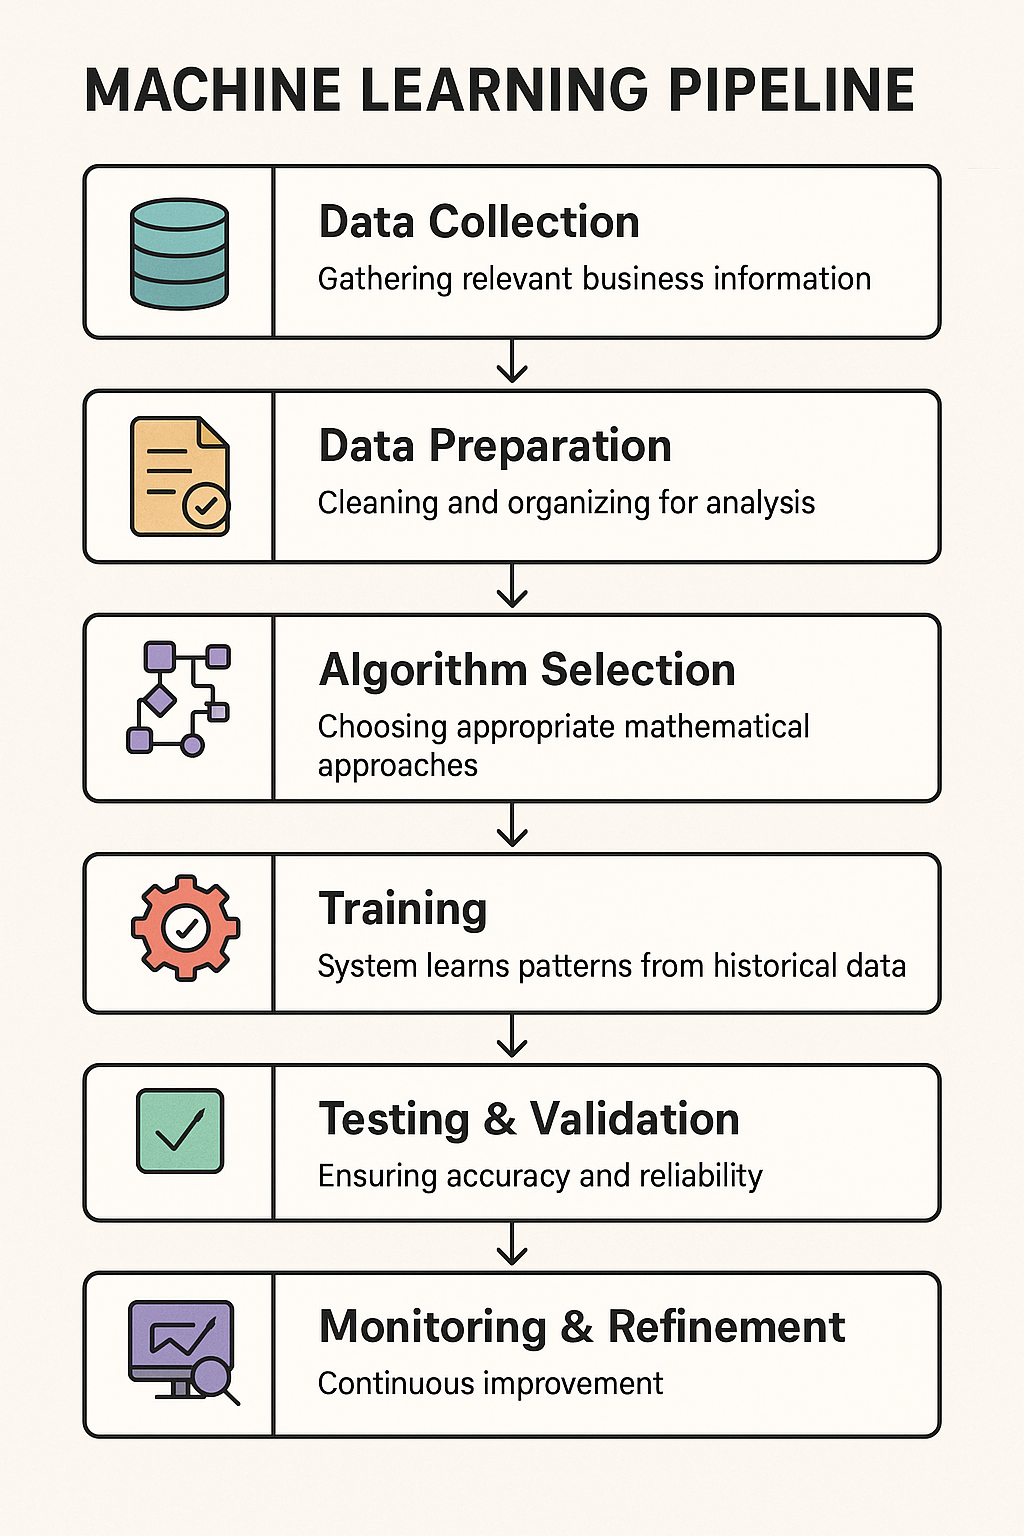 MACHINE LEARNING PIPELINE
Data Collection
Gathering relevant business information
Data Preparation
Cleaning and organizing for analysis
Algorithm Selection
Choosing appropriate mathematical
approaches
Training
System learns patterns from historical data
Testing & Validation
Ensuring accuracy and reliability
Monitoring & Refinement
Continuous improvement